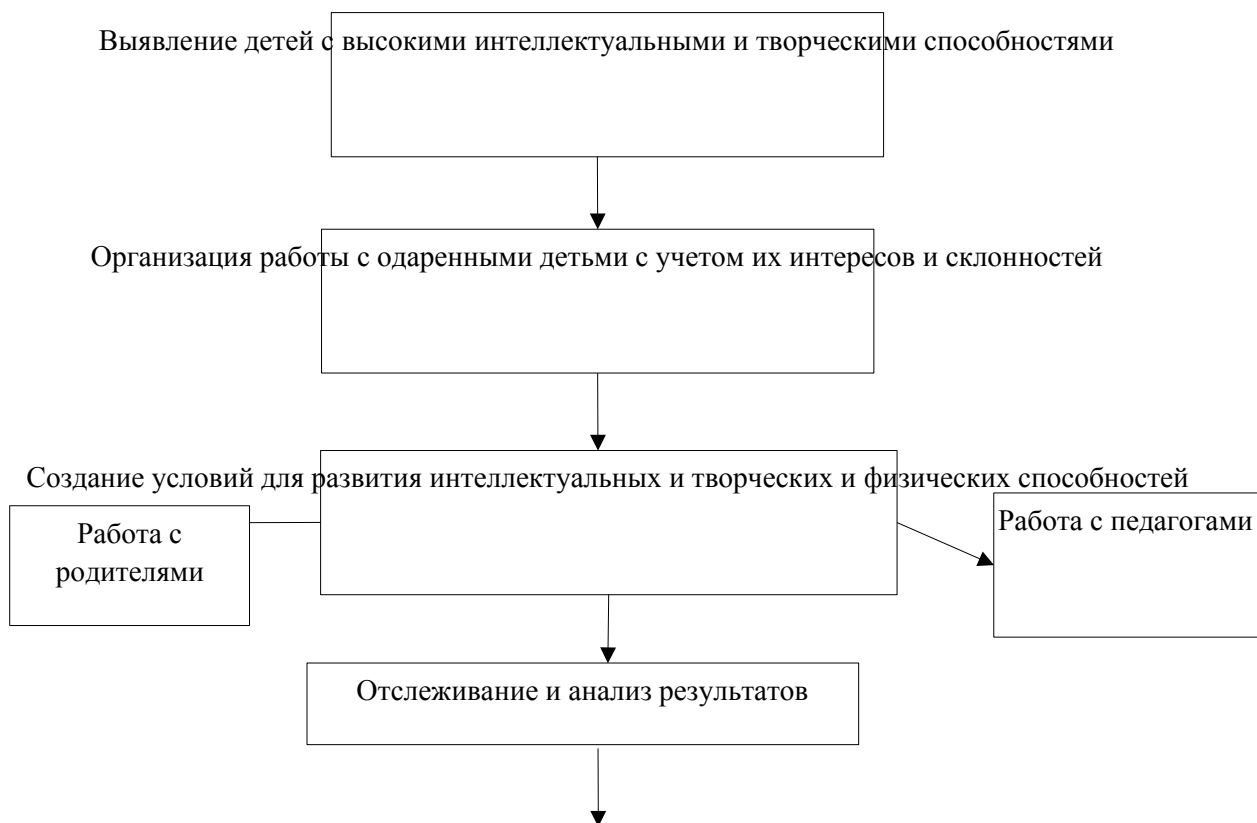 Выявление детей с высокими интеллектуальными и творческими способностями
Организация работы с одаренными детьми с учетом их интересов и склонностей
Создание условий для развития интеллектуальных и творческих и физических способностей
Работа с
родителями
Работа с педагогами
Отслеживание и анализ результатов